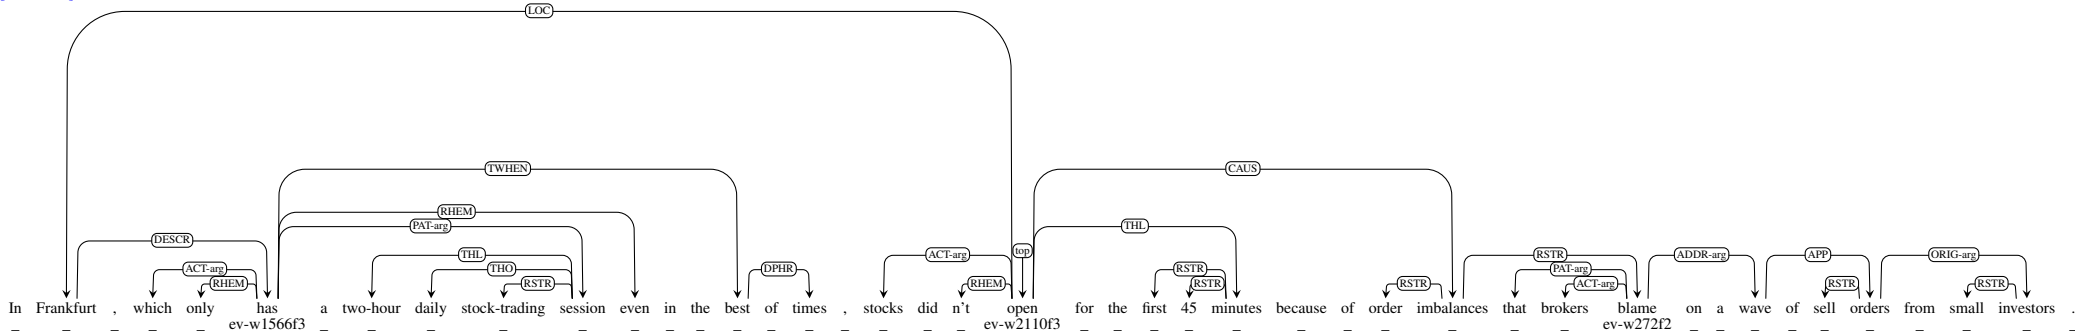 LOC
TWHEN CAUS
RHEM
PAT-arg THL
DESCR top
THL ACT-arg RSTR ADDR-arg APP ORIG-arg
ACT-arg THO DPHR RSTR PAT-arg
RHEM RSTR RHEM RSTR RSTR ACT-arg RSTR RSTR
In Frankfurt , which only has a two-hour daily stock-trading session even in the best of times , stocks did n't open for the first 45 minutes because of order imbalances that brokers blame on a wave of sell orders from small investors .
_ _ _ _ _ ev-w1566f3 _ _ _ _ _ _ _ _ _ _ _ _ _ _ _ ev-w2110f3 _ _ _ _ _ _ _ _ _ _ _ ev-w272f2 _ _ _ _ _ _ _ _ _ _